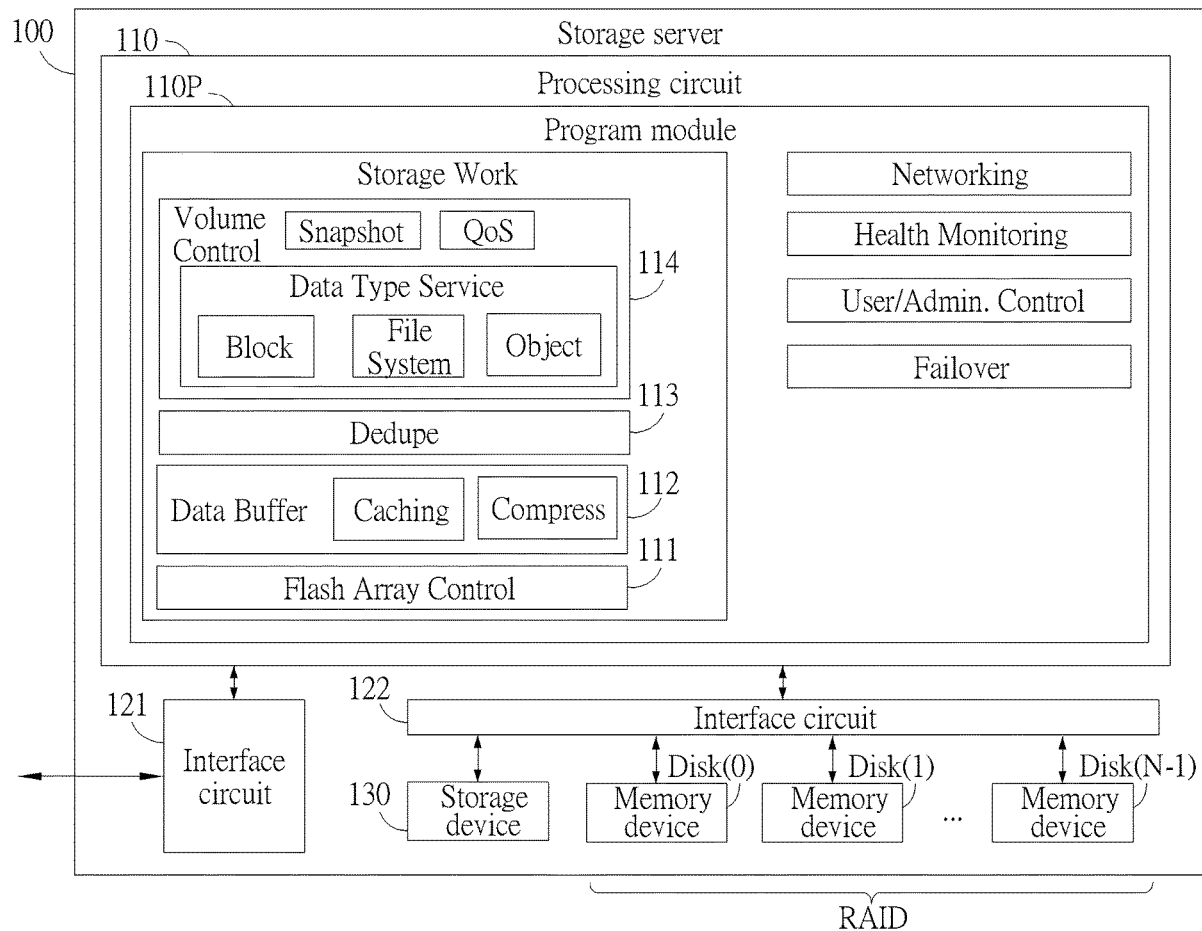 100
Storage server
110
Processing circuit
110P
Program module
Storage Work
Volume
Control
Snapshot
QoS
114
Data Type Service
Block
File
System
Object
113
Dedupe
112
Data Buffer
Caching
Compress
111
Flash Array Control
Networking
Health Monitoring
User/Admin. Control
Failover
121
Interface
circuit
122
Interface circuit
130
Storage
device
Disk(0)
Memory
device
Disk(1)
Memory
device
...
Disk(N-1)
Memory
device
RAID